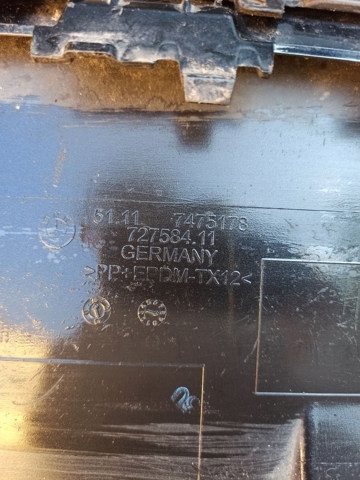 51.11 7475178
727584.11
GERMANY
>PP+EPDM-TX12<